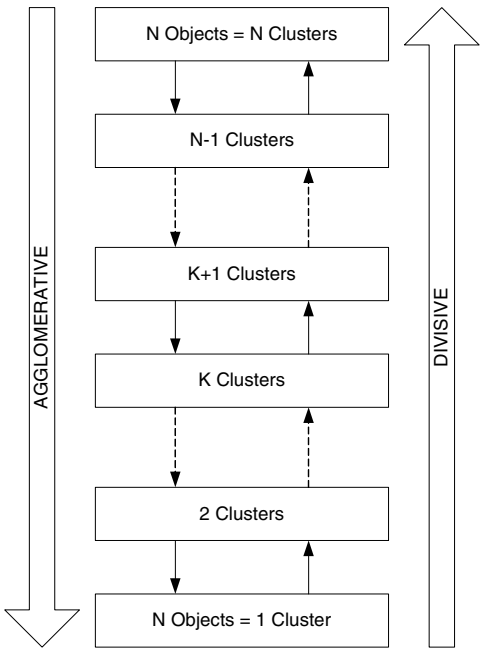 N Objects = N Clusters
N-1 Clusters
K+1 Clusters
AGGLOMERATIVE
DIVISIVE
K Clusters
2 Clusters
N Objects = 1 Cluster